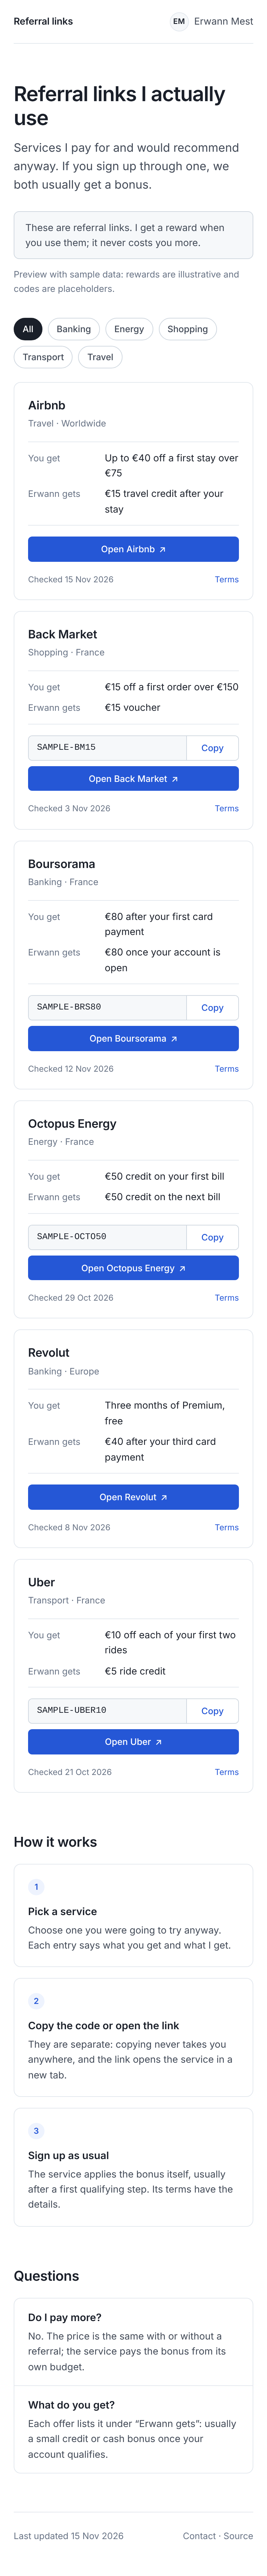 Referral links
EM Erwann Mest
Referral links I actually
use
Services I pay for and would recommend
anyway. If you sign up through one, we
both usually get a bonus.
These are referral links. I get a reward when
you use them; it never costs you more.
Preview with sample data: rewards are illustrative and
codes are placeholders.
All Banking Energy Shopping
Transport Travel
Airbnb
Travel · Worldwide
You get Up to €40 off a first stay over
€75
Erwann gets €15 travel credit after your
stay
Open Airbnb ↗
Checked 15 Nov 2026 Terms
Back Market
Shopping · France
You get €15 off a first order over €150
Erwann gets €15 voucher
SAMPLE-BM15 Copy
Open Back Market ↗
Checked 3 Nov 2026 Terms
Boursorama
Banking · France
You get €80 after your first card
payment
Erwann gets €80 once your account is
open
SAMPLE-BRS80 Copy
Open Boursorama ↗
Checked 12 Nov 2026 Terms
Octopus Energy
Energy · France
You get €50 credit on your first bill
Erwann gets €50 credit on the next bill
SAMPLE-OCTO50 Copy
Open Octopus Energy ↗
Checked 29 Oct 2026 Terms
Revolut
Banking · Europe
You get Three months of Premium,
free
Erwann gets €40 after your third card
payment
Open Revolut ↗
Checked 8 Nov 2026 Terms
Uber
Transport · France
You get €10 off each of your first two
rides
Erwann gets €5 ride credit
SAMPLE-UBER10 Copy
Open Uber ↗
Checked 21 Oct 2026 Terms
How it works
1
Pick a service
Choose one you were going to try anyway.
Each entry says what you get and what I get.
2
Copy the code or open the link
They are separate: copying never takes you
anywhere, and the link opens the service in a
new tab.
3
Sign up as usual
The service applies the bonus itself, usually
after a first qualifying step. Its terms have the
details.
Questions
Do I pay more?
No. The price is the same with or without a
referral; the service pays the bonus from its
own budget.
What do you get?
Each offer lists it under “Erwann gets”: usually
a small credit or cash bonus once your
account qualifies.
Last updated 15 Nov 2026 Contact · Source